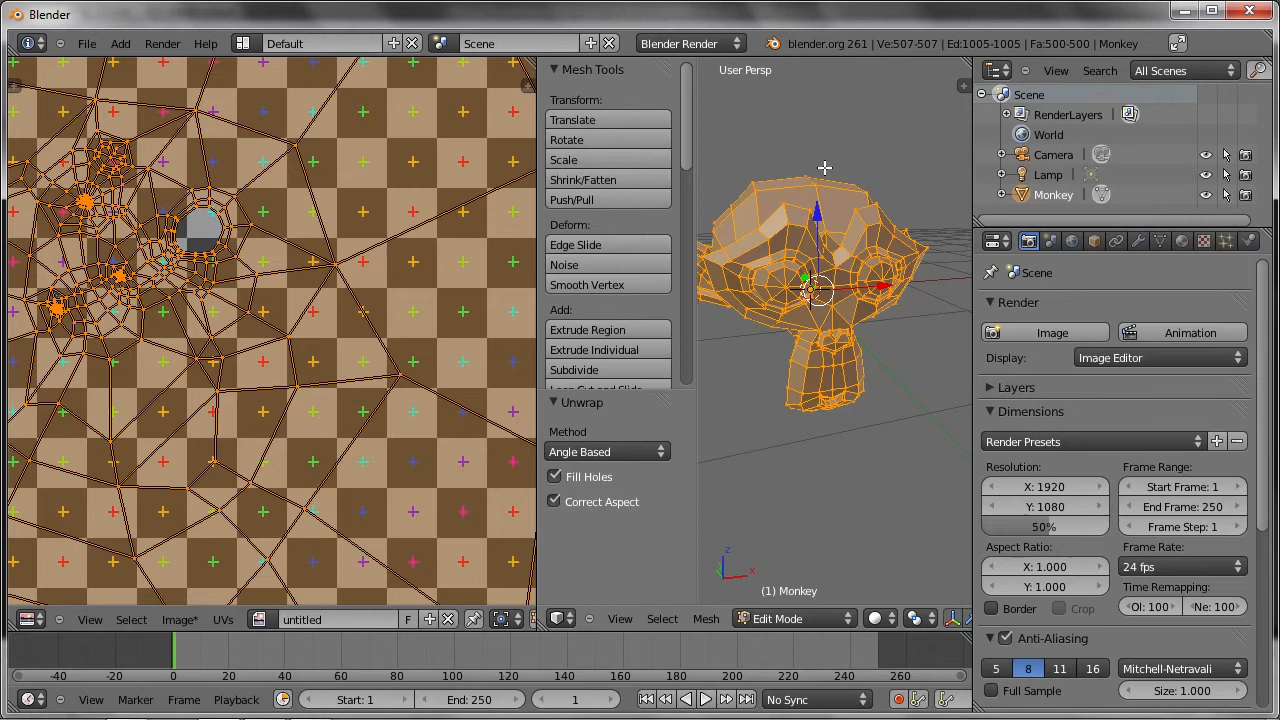 Blender
File Add Render Help Default Scene Blender Render blender.org 261 | Ve:507-507 | Ed:1005-1005 | Fa:500-500 | Monkey
Mesh Tools
Transform:
Translate
Rotate
Scale
Shrink/Fatten
Push/Pull
Deform:
Edge Slide
Noise
Smooth Vertex
Add:
Extrude Region
Extrude Individual
Subdivide
Loop Cut and Slide
Unwrap
Method
Angle Based
Fill Holes
Correct Aspect
User Persp
z
x
(1) Monkey
View Search All Scenes
Scene
RenderLayers
World
Camera
Lamp
Monkey
Scene
Render
Image Animation
Display: Image Editor
Layers
Dimensions
Render Presets
Resolution: Frame Range:
X: 1920 Start Frame: 1
Y: 1080 End Frame: 250
50% Frame Step: 1
Aspect Ratio: Frame Rate:
X: 1.000 24 fps
Y: 1.000 Time Remapping:
Border Crop Ol: 100 Ne: 100
Anti-Aliasing
5 8 11 16 Mitchell-Netravali
Full Sample Size: 1.000
View Select Image* UVs untitled F
View Select Mesh Edit Mode
-40 -20 0 20 40 60 80 100 120 140 160 180 200 220 240 260
View Marker Frame Playback Start: 1 End: 250 1 No Sync